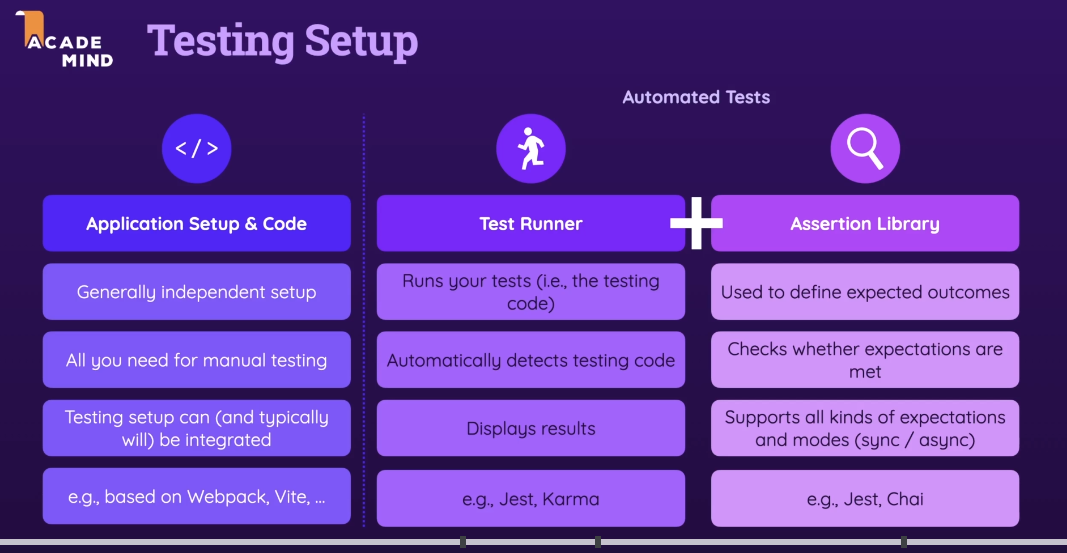 ACADE
MIND
Testing Setup
Automated Tests
</>
Application Setup & Code
Generally independent setup
All you need for manual testing
Testing setup can (and typically
will) be integrated
e.g., based on Webpack, Vite, ...
Test Runner
Runs your tests (i.e., the testing
code)
Automatically detects testing code
Displays results
e.g., Jest, Karma
Assertion Library
Used to define expected outcomes
Checks whether expectations are
met
Supports all kinds of expectations
and modes (sync / async)
e.g., Jest, Chai